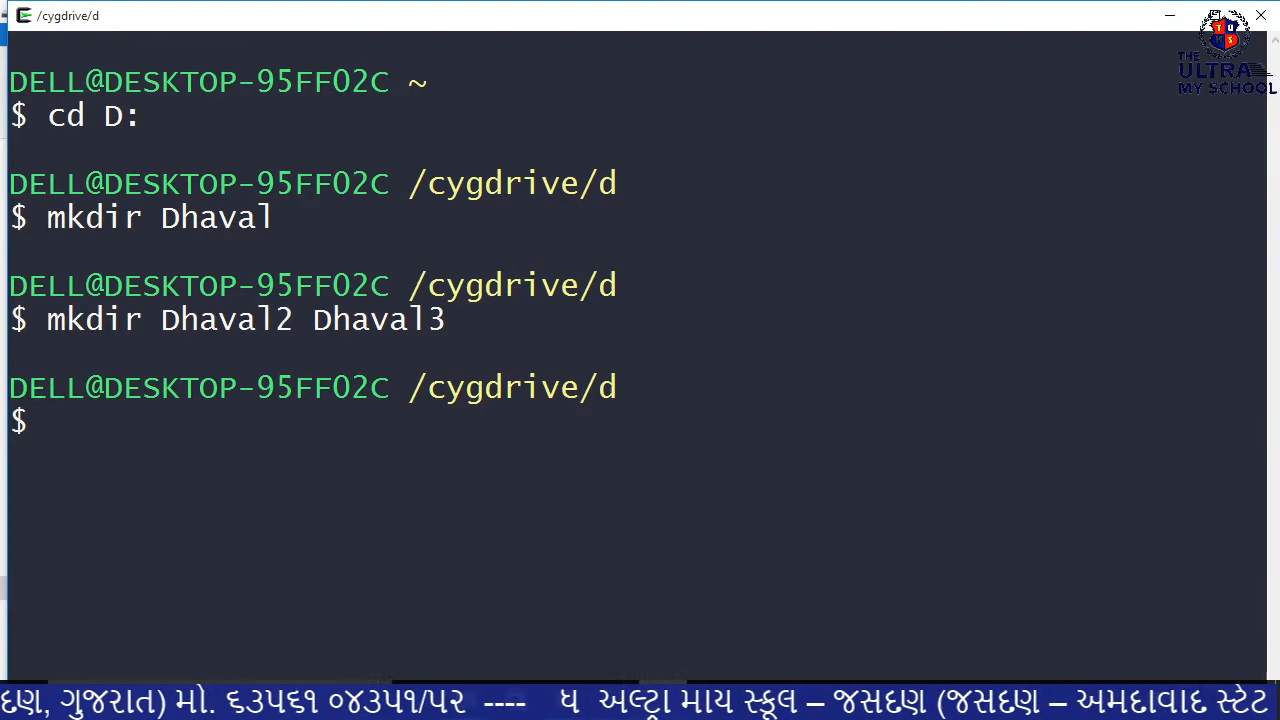 /cygdrive/d
THE
ULTRA
MY SCHOOL
DELL@DESKTOP-95FF02C ~
$ cd D:
DELL@DESKTOP-95FF02C /cygdrive/d
$ mkdir Dhaval
DELL@DESKTOP-95FF02C /cygdrive/d
$ mkdir Dhaval2 Dhaval3
DELL@DESKTOP-95FF02C /cygdrive/d
$
દણ, ગુજરાત) મો. ૬૩૫૬૧ ૦૪૩૫૧/૫૨ ---- ધ અલ્ટ્રા માય સ્કૂલ – જસદણ (જસદણ – અમદાવાદ સ્ટેટ